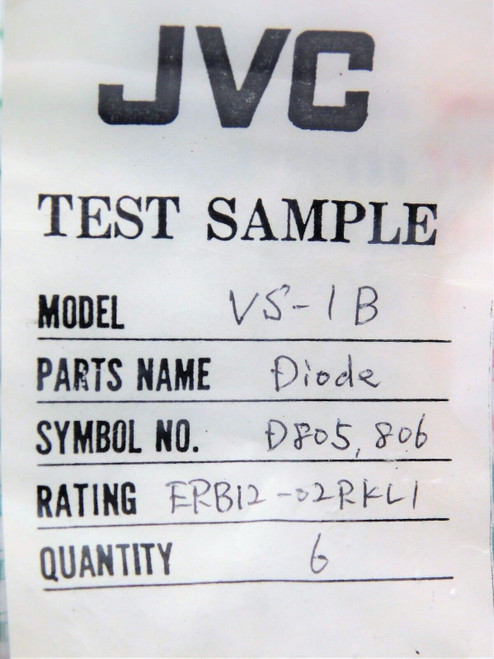 JVC
TEST SAMPLE
MODEL VS-1B
PARTS NAME Diode
SYMBOL NO. D805, 806
RATING ERB12-02RKL1
QUANTITY 6